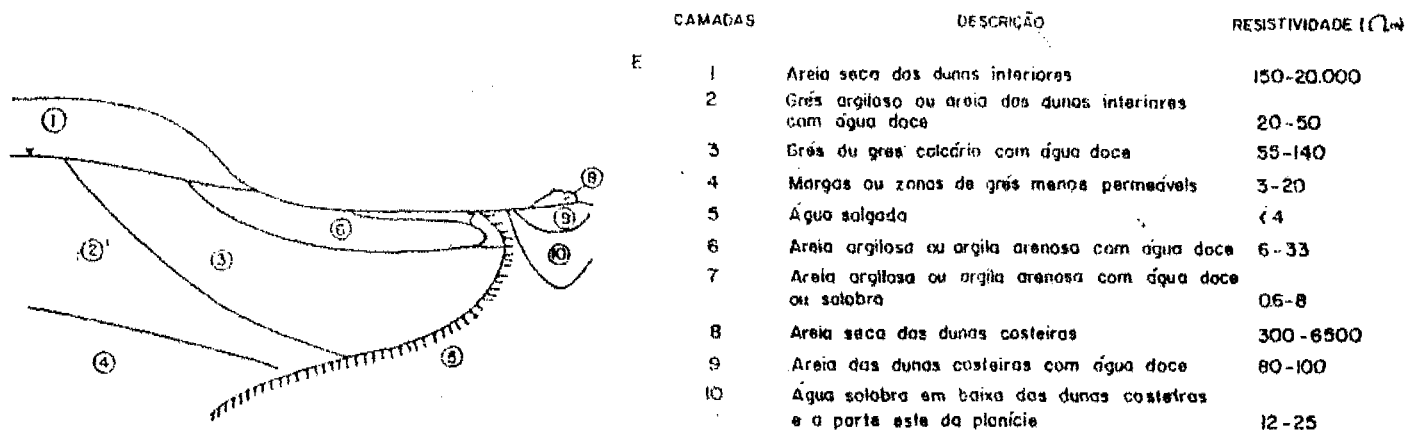 CAMADAS DESCRIÇÃO RESISTIVIDADE (Ωm)
E
1 Areia seca das dunas interiores 150-20.000
2 Grés argiloso ou areia das dunas interiores
com água doce 20-50
3 Grés ou gres calcário com água doce 55-140
4 Margas ou zonas de grés menos permeávels 3-20
5 Água salgada <4
6 Areia argilosa ou argila arenosa com água doce 6-33
7 Areia argilosa ou argila arenosa com água doce
ou salobra 0.6-8
8 Areia seca das dunas costeiras 300-6500
9 Areia das dunas costeiras com água doce 80-100
10 Água salobra em baixa das dunas costeiras
e a parte este da planície 12-25
1
8
9
6
2
3
10
4
5